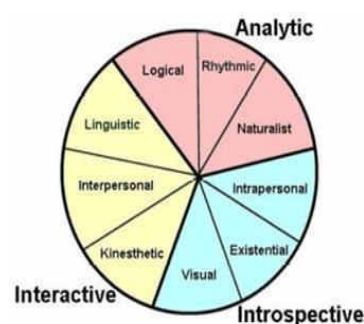 Analytic
Rhythmic
Logical
Naturalist
Linguistic
Interpersonal
Intrapersonal
Kinesthetic
Existential
Visual
Interactive
Introspective